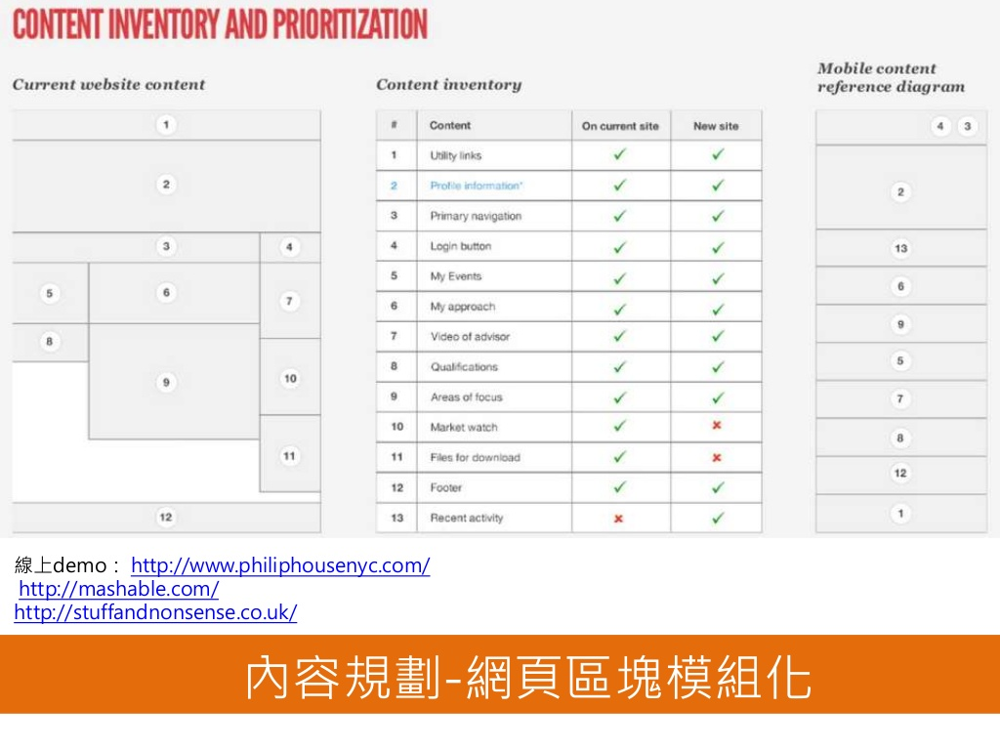 CONTENT INVENTORY AND PRIORITIZATION
Current website content
1
2
3 4
5 6 7
8
9 10
11
12
Content inventory
# Content On current site New site
1 Utility links ✓ ✓
2 Profile information* ✓ ✓
3 Primary navigation ✓ ✓
4 Login button ✓ ✓
5 My Events ✓ ✓
6 My approach ✓ ✓
7 Video of advisor ✓ ✓
8 Qualifications ✓ ✓
9 Areas of focus ✓ ✓
10 Market watch ✓ ✗
11 Files for download ✓ ✗
12 Footer ✓ ✓
13 Recent activity ✗ ✓
Mobile content
reference diagram
4 3
2
13
6
9
5
7
8
12
1
線上demo： http://www.philiphousenyc.com/
http://mashable.com/
http://stuffandnonsense.co.uk/
內容規劃-網頁區塊模組化